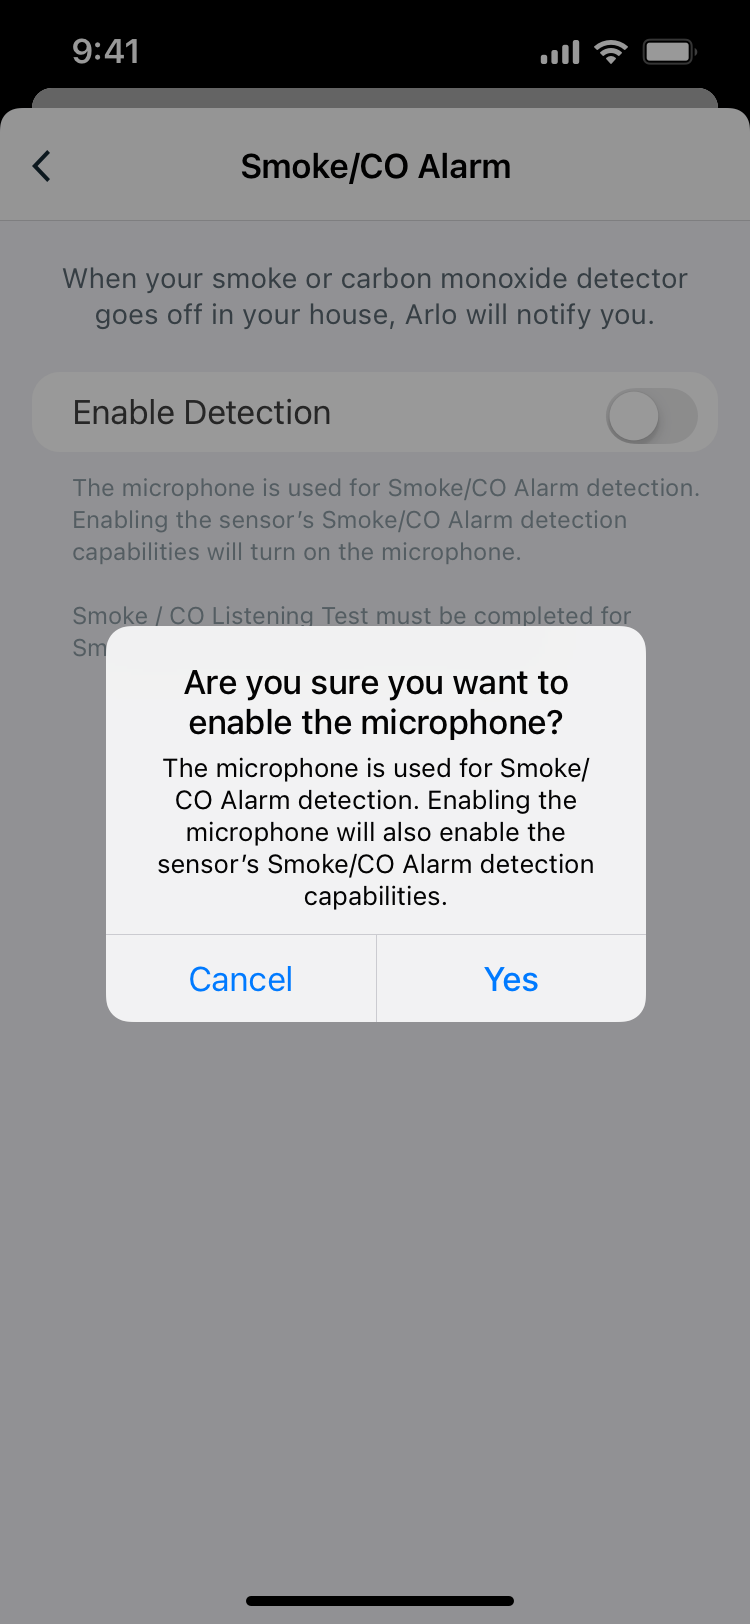 9:41
Smoke/CO Alarm
When your smoke or carbon monoxide detector
goes off in your house, Arlo will notify you.
Enable Detection
The microphone is used for Smoke/CO Alarm detection.
Enabling the sensor’s Smoke/CO Alarm detection
capabilities will turn on the microphone.
Smoke / CO Listening Test must be completed for
Are you sure you want to
enable the microphone?
The microphone is used for Smoke/
CO Alarm detection. Enabling the
microphone will also enable the
sensor’s Smoke/CO Alarm detection
capabilities.
Cancel
Yes